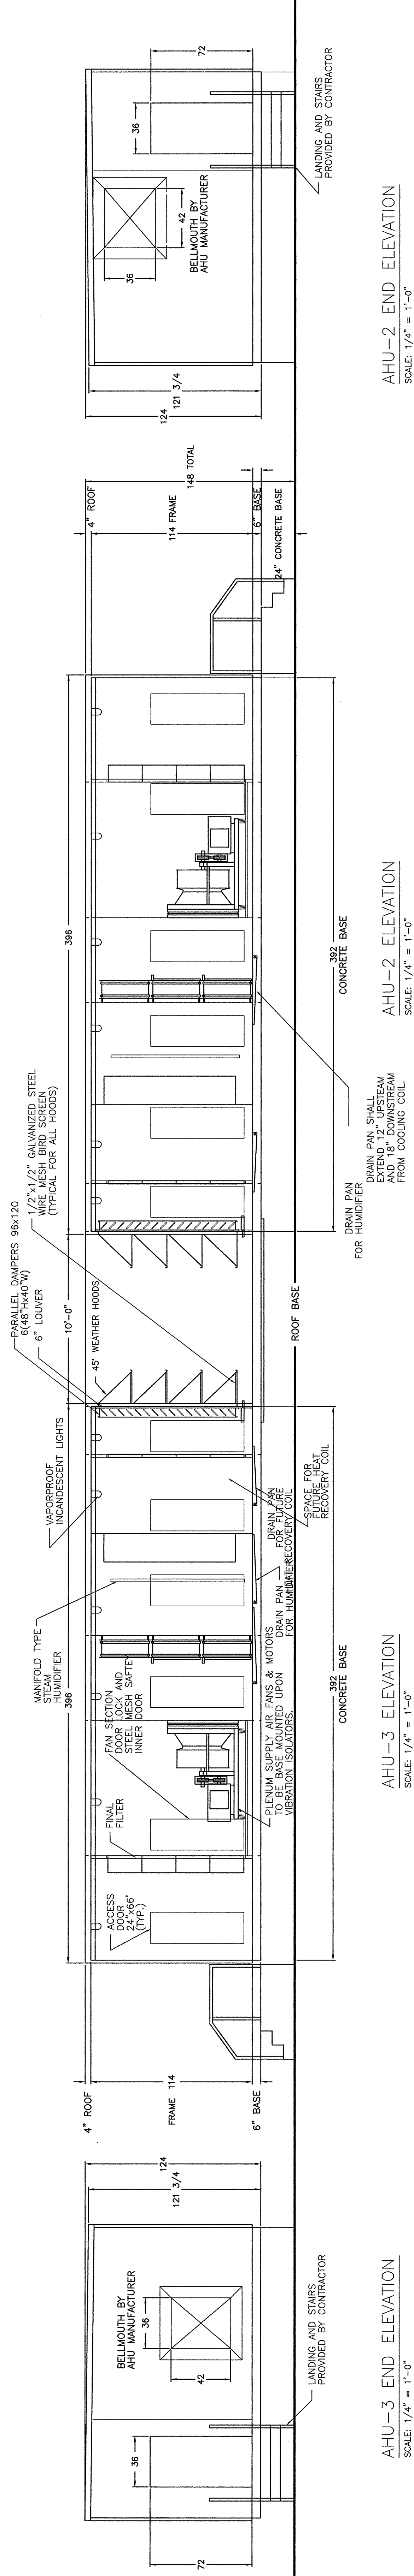 72
36
BELLMOUTH BY
AHU MANUFACTURER
36
42
LANDING AND STAIRS
PROVIDED BY CONTRACTOR
121 3/4
124
AHU-3 END ELEVATION
SCALE: 1/4" = 1'-0"
4" ROOF
FRAME 114
6" BASE
396
ACCESS
DOOR
24"x66"
(TYP.)
FINAL
FILTER
FAN SECTION
DOOR LOCK AND
STEEL MESH SAFTEY
INNER DOOR
MANIFOLD TYPE
STEAM
HUMIDIFIER
VAPORPROOF
INCANDESCENT LIGHTS
PLENUM SUPPLY AIR FANS & MOTORS
TO BE BASE MOUNTED UPON
VIBRATION ISOLATORS.
DRAIN PAN
FOR HUMIDIFIER
DRAIN PAN
FOR FUTURE
HEAT RECOVERY COIL
SPACE FOR
FUTURE HEAT
RECOVERY COIL
392
CONCRETE BASE
AHU-3 ELEVATION
SCALE: 1/4" = 1'-0"
PARALLEL DAMPERS 96x120
6(48"Hx40"W)
6" LOUVER
45° WEATHER HOODS
10'-0"
1/2"x1/2" GALVANIZED STEEL
WIRE MESH BIRD SCREEN
(TYPICAL FOR ALL HOODS)
ROOF BASE
396
DRAIN PAN
FOR HUMIDIFIER
DRAIN PAN SHALL
EXTEND 12" UPSTEAM
AND 18" DOWNSTREAM
FROM COOLING COIL.
392
CONCRETE BASE
AHU-2 ELEVATION
SCALE: 1/4" = 1'-0"
4" ROOF
114 FRAME
148 TOTAL
6" BASE
24" CONCRETE BASE
124
121 3/4
36
42
BELLMOUTH BY
AHU MANUFACTURER
36
72
LANDING AND STAIRS
PROVIDED BY CONTRACTOR
AHU-2 END ELEVATION
SCALE: 1/4" = 1'-0"